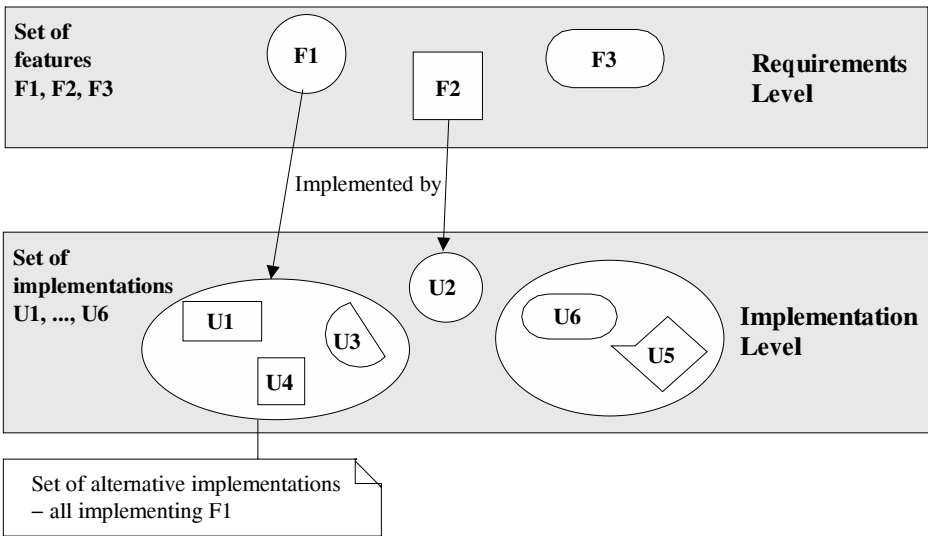 Set of
features
F1, F2, F3
F1
F2
F3
Requirements
Level
Implemented by
Set of
implementations
U1, ..., U6
U1
U3
U4
U2
U6
U5
Implementation
Level
Set of alternative implementations
– all implementing F1